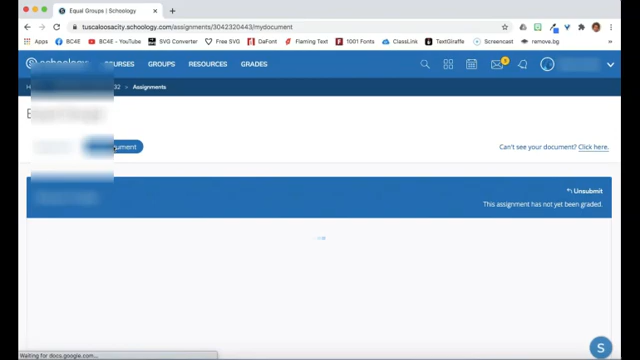 Equal Groups | Schoology
tuscaloosacity.schoology.com/assignments/3042320443/mydocument
Apps BC4E BC4E - YouTube SVG Converter Free SVG DaFont Flaming Text 1001 Fonts ClassLink TextGiraffe Screencast remove.bg
schoology COURSES GROUPS RESOURCES GRADES
32 > Assignments
Can't see your document? Click here.
Unsubmit
This assignment has not yet been graded.
S
Waiting for docs.google.com...